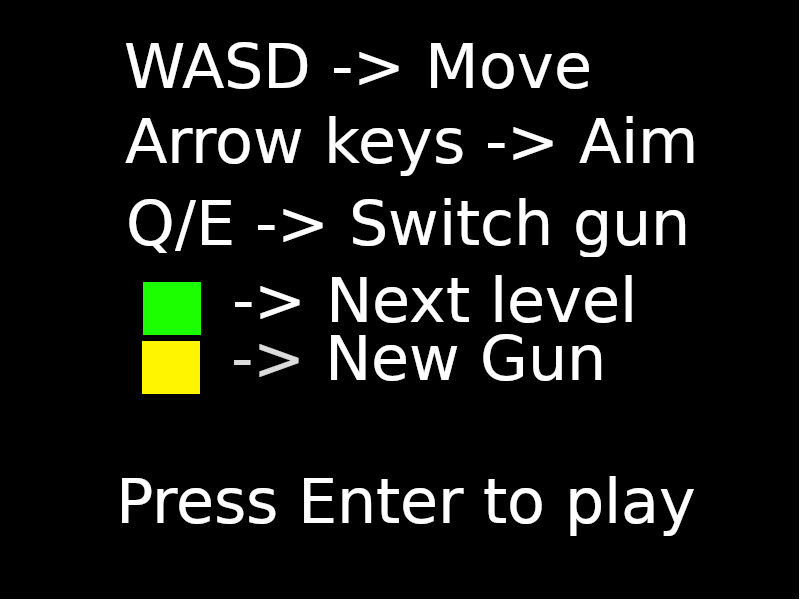 WASD -> Move
Arrow keys -> Aim
Q/E -> Switch gun
-> Next level
-> New Gun
Press Enter to play